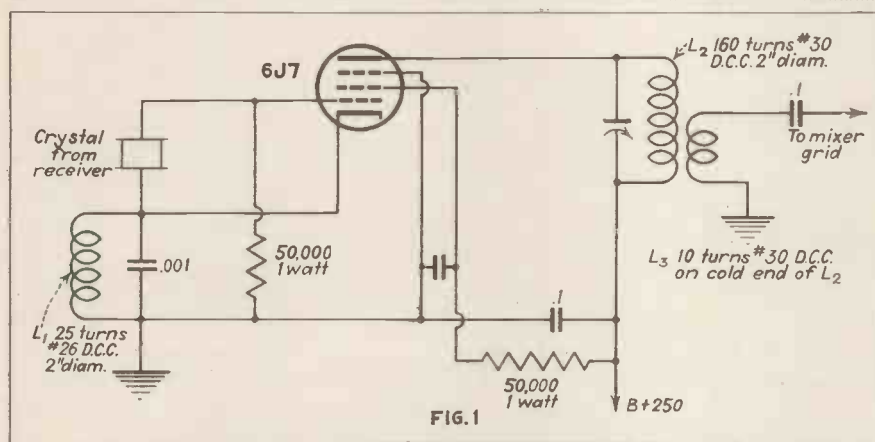 6J7
L₂ 160 turns #30
D.C.C. 2" diam.
.1
To mixer
grid
Crystal
from
receiver
.001
50,000
1 watt
L₃ 10 turns #30 D.C.C.
on cold end of L₂
.1
L₁ 25 turns
#26 D.C.C.
2" diam.
50,000
1 watt
B+250
FIG.1